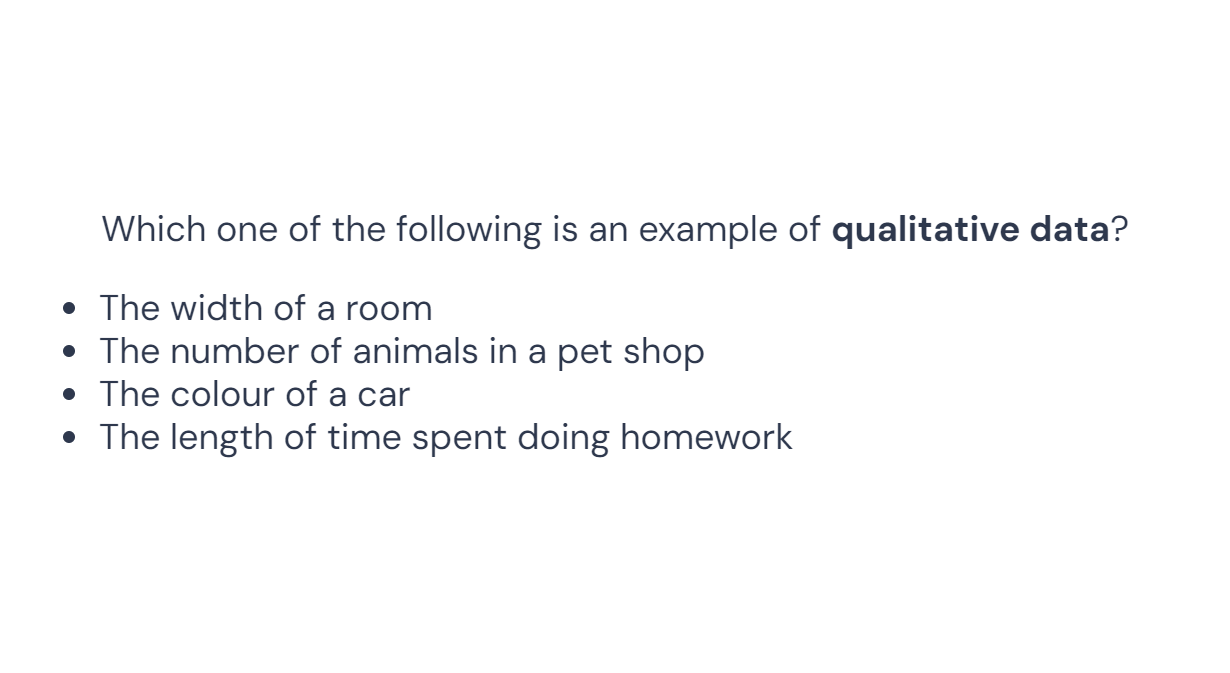 Which one of the following is an example of qualitative data?
• The width of a room
• The number of animals in a pet shop
• The colour of a car
• The length of time spent doing homework